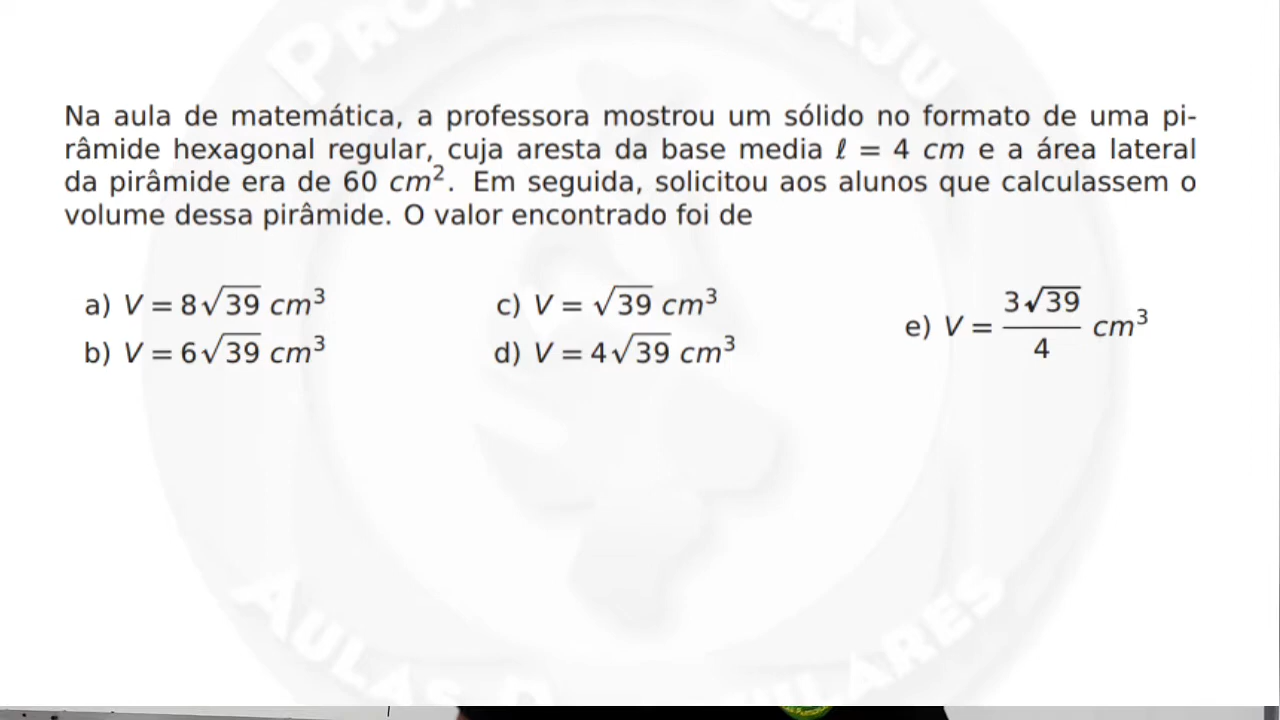 Na aula de matemática, a professora mostrou um sólido no formato de uma pi-
râmide hexagonal regular, cuja aresta da base media ℓ = 4 cm e a área lateral
da pirâmide era de 60 cm². Em seguida, solicitou aos alunos que calculassem o
volume dessa pirâmide. O valor encontrado foi de
a) V = 8√39 cm³
b) V = 6√39 cm³
c) V = √39 cm³
d) V = 4√39 cm³
e) V = 3√39/4 cm³
AULAS